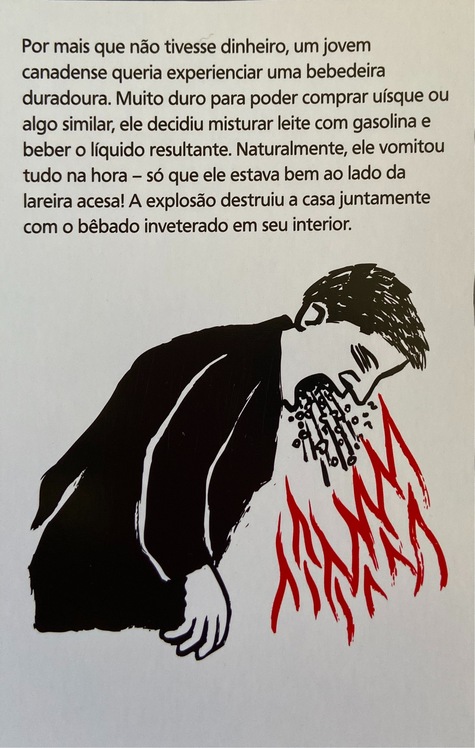 Por mais que não tivesse dinheiro, um jovem
canadense queria experienciar uma bebedeira
duradoura. Muito duro para poder comprar uísque ou
algo similar, ele decidiu misturar leite com gasolina e
beber o líquido resultante. Naturalmente, ele vomitou
tudo na hora – só que ele estava bem ao lado da
lareira acesa! A explosão destruiu a casa juntamente
com o bêbado inveterado em seu interior.